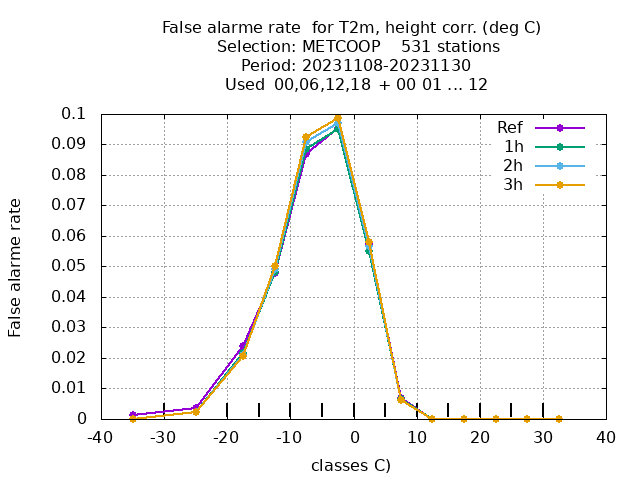 False alarme rate  for T2m, height corr. (deg C)
Selection: METCOOP    531 stations
Period: 20231108-20231130
Used  00,06,12,18 + 00 01 ... 12
False alarme rate
0.1
0.09
0.08
0.07
0.06
0.05
0.04
0.03
0.02
0.01
0
-40 -30 -20 -10 0 10 20 30 40
classes C)
Ref
1h
2h
3h